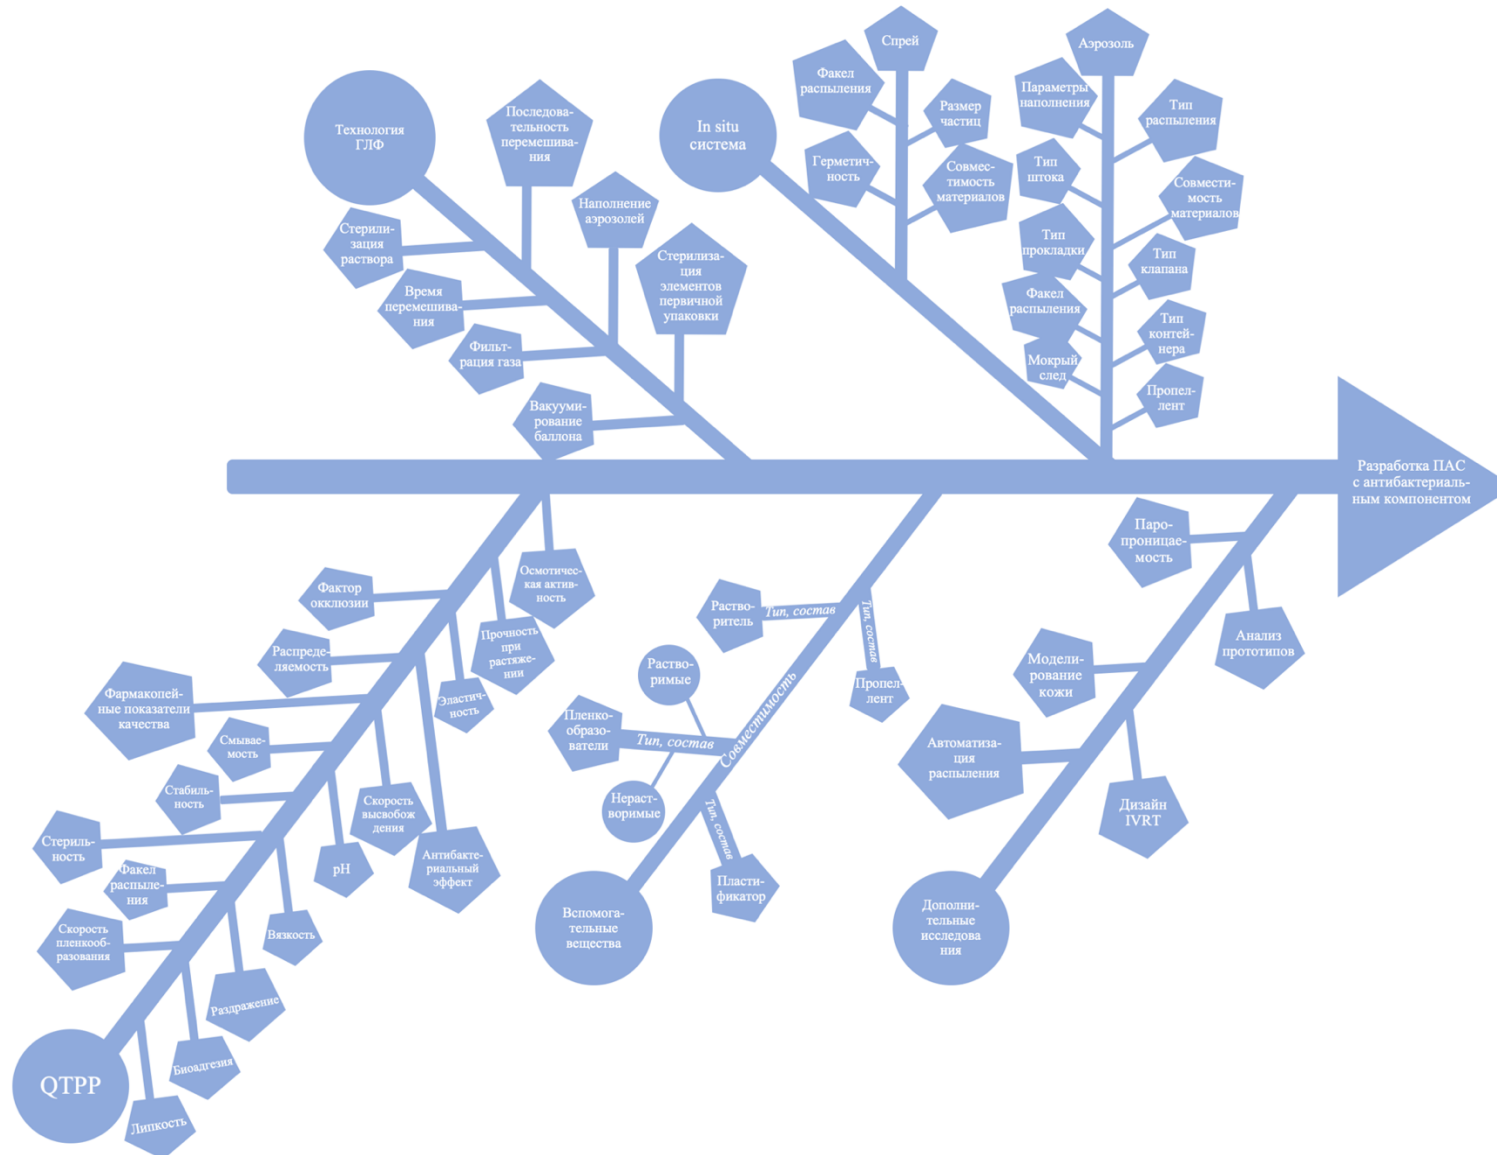 Спрей
Аэрозоль
Факел
распыления
Размер
частиц
Параметры
наполнения
Тип
распыления
Технология
ГЛФ
Последова-
тельность
перемешива-
ния
In situ
система
Герметич-
ность
Совмес-
тимость
материалов
Тип
штока
Совмести-
мость
материалов
Наполнение
аэрозолей
Стерили-
зация
раствора
Тип
прокладки
Тип
клапана
Стерилиза-
ция
элементов
первичной
упаковки
Время
перемешива-
ния
Факел
распыления
Тип
контей-
нера
Фильт-
рация газа
Мокрый
след
Пропел-
лент
Вакууми-
рование
баллона
Разработка ПАС
с антибактериаль-
ным компонентом
Паро-
проницае-
мость
Осмотичес-
кая актив-
ность
Фактор
окклюзии
Раство-
ритель
Тип, состав
Тип, состав
Прочность
при
растяже-
нии
Анализ
прототипов
Распреде-
ляемость
Раство-
римые
Модели-
рование
кожи
Фармакопей-
ные показатели
качества
Эластич-
ность
Пропел-
лент
Пленко-
образо-
ватели
Тип, состав
Совместимость
Смывае-
мость
Автоматиза-
ция
распыления
Стабиль-
ность
Скорость
высвобож
дения
Нераст-
воримые
Тип, состав
Дизайн
IVRT
Стериль-
ность
Факел
распыле-
ния
pH
Антибакте-
риальный
эффект
Пласти-
фикатор
Вспомога-
тельные
вещества
Дополни-
тельные
исследова
ния
Скорость
пленкооб-
разования
Вязкость
Раздражение
Биоадгезия
QTPP
Липкость